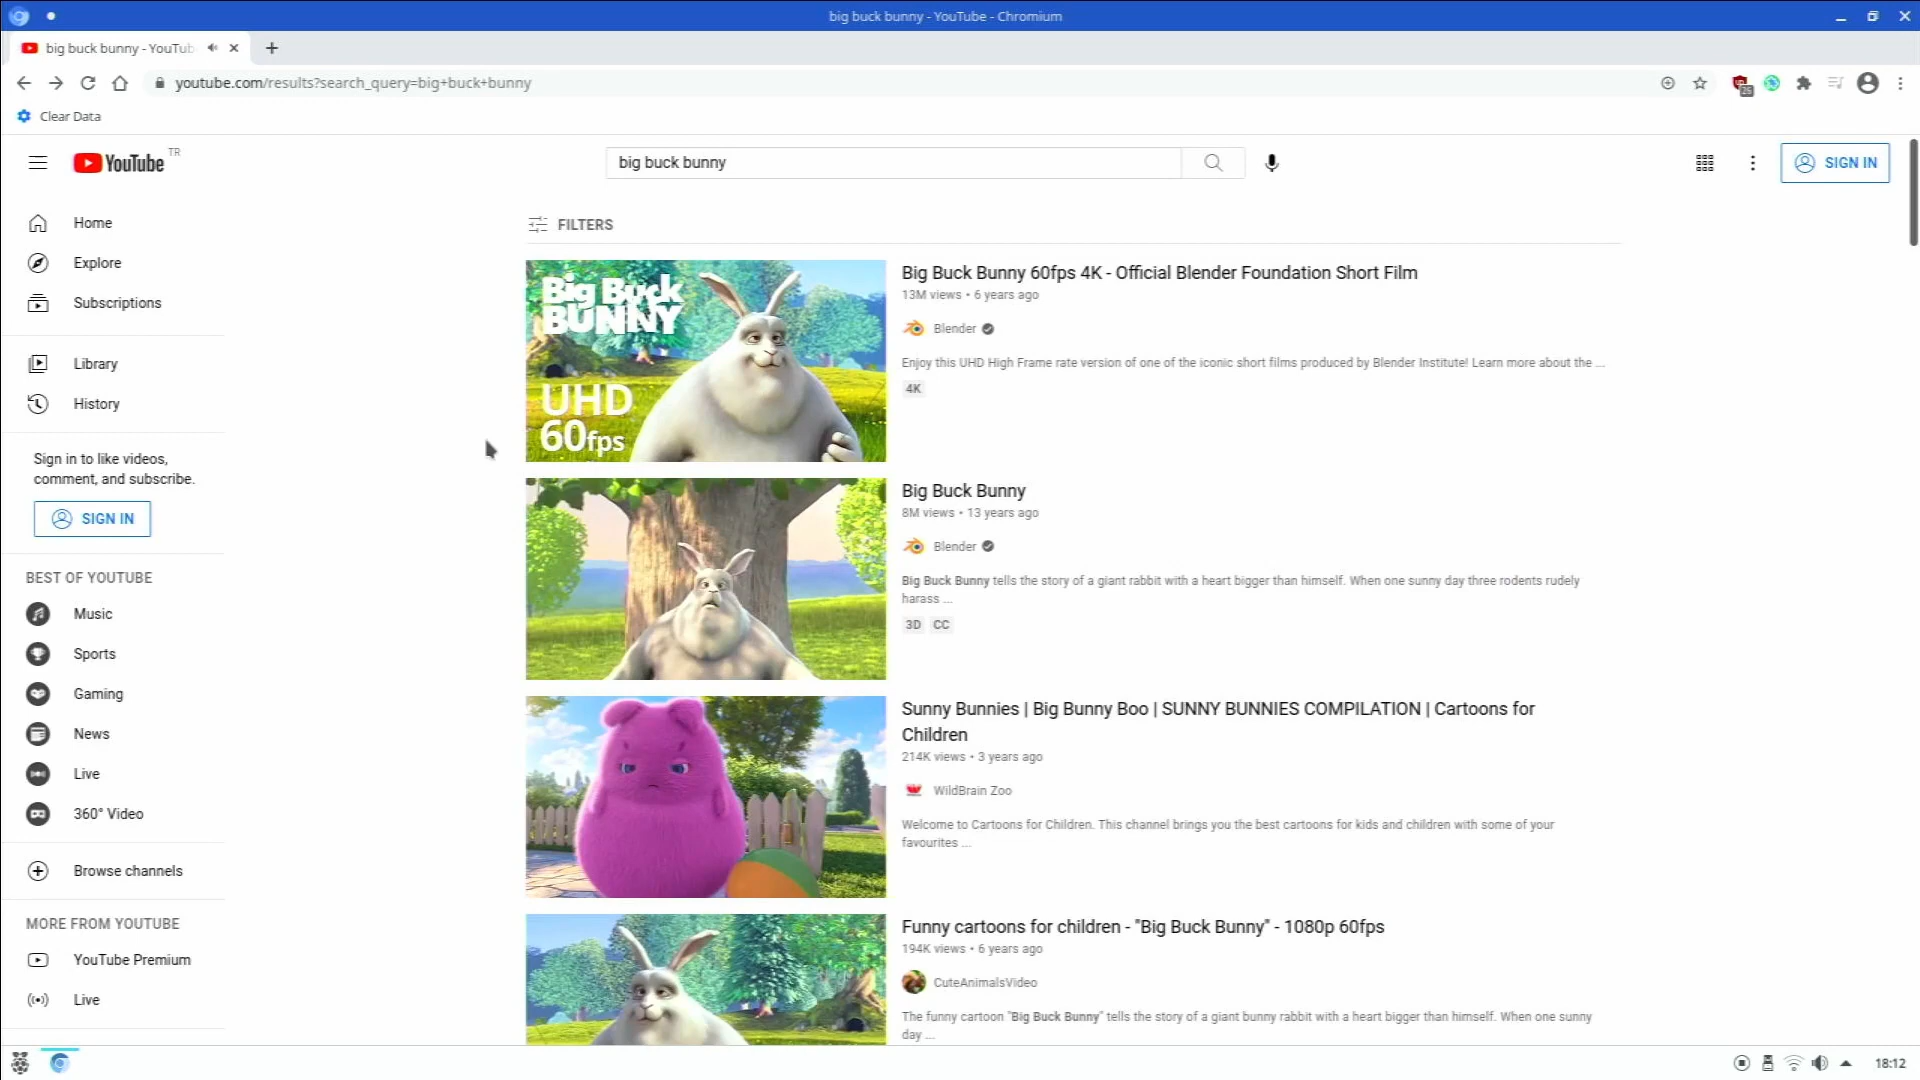 big buck bunny - YouTube - Chromium
big buck bunny - YouTub
youtube.com/results?search_query=big+buck+bunny
26
Clear Data
YouTube TR
big buck bunny
SIGN IN
Home
Explore
Subscriptions
Library
History
Sign in to like videos,
comment, and subscribe.
SIGN IN
BEST OF YOUTUBE
Music
Sports
Gaming
News
Live
360° Video
Browse channels
MORE FROM YOUTUBE
YouTube Premium
Live
FILTERS
Big Buck
BUNNY
UHD
60fps
Big Buck Bunny 60fps 4K - Official Blender Foundation Short Film
13M views • 6 years ago
Blender
Enjoy this UHD High Frame rate version of one of the iconic short films produced by Blender Institute! Learn more about the ...
4K
Big Buck Bunny
8M views • 13 years ago
Blender
Big Buck Bunny tells the story of a giant rabbit with a heart bigger than himself. When one sunny day three rodents rudely
harass ...
3D CC
Sunny Bunnies | Big Bunny Boo | SUNNY BUNNIES COMPILATION | Cartoons for
Children
214K views • 3 years ago
WildBrain Zoo
Welcome to Cartoons for Children. This channel brings you the best cartoons for kids and children with some of your
favourites ...
Funny cartoons for children - "Big Buck Bunny" - 1080p 60fps
194K views • 6 years ago
CuteAnimalsVideo
The funny cartoon "Big Buck Bunny" tells the story of a giant bunny rabbit with a heart bigger than himself. When one sunny
day ...
18:12